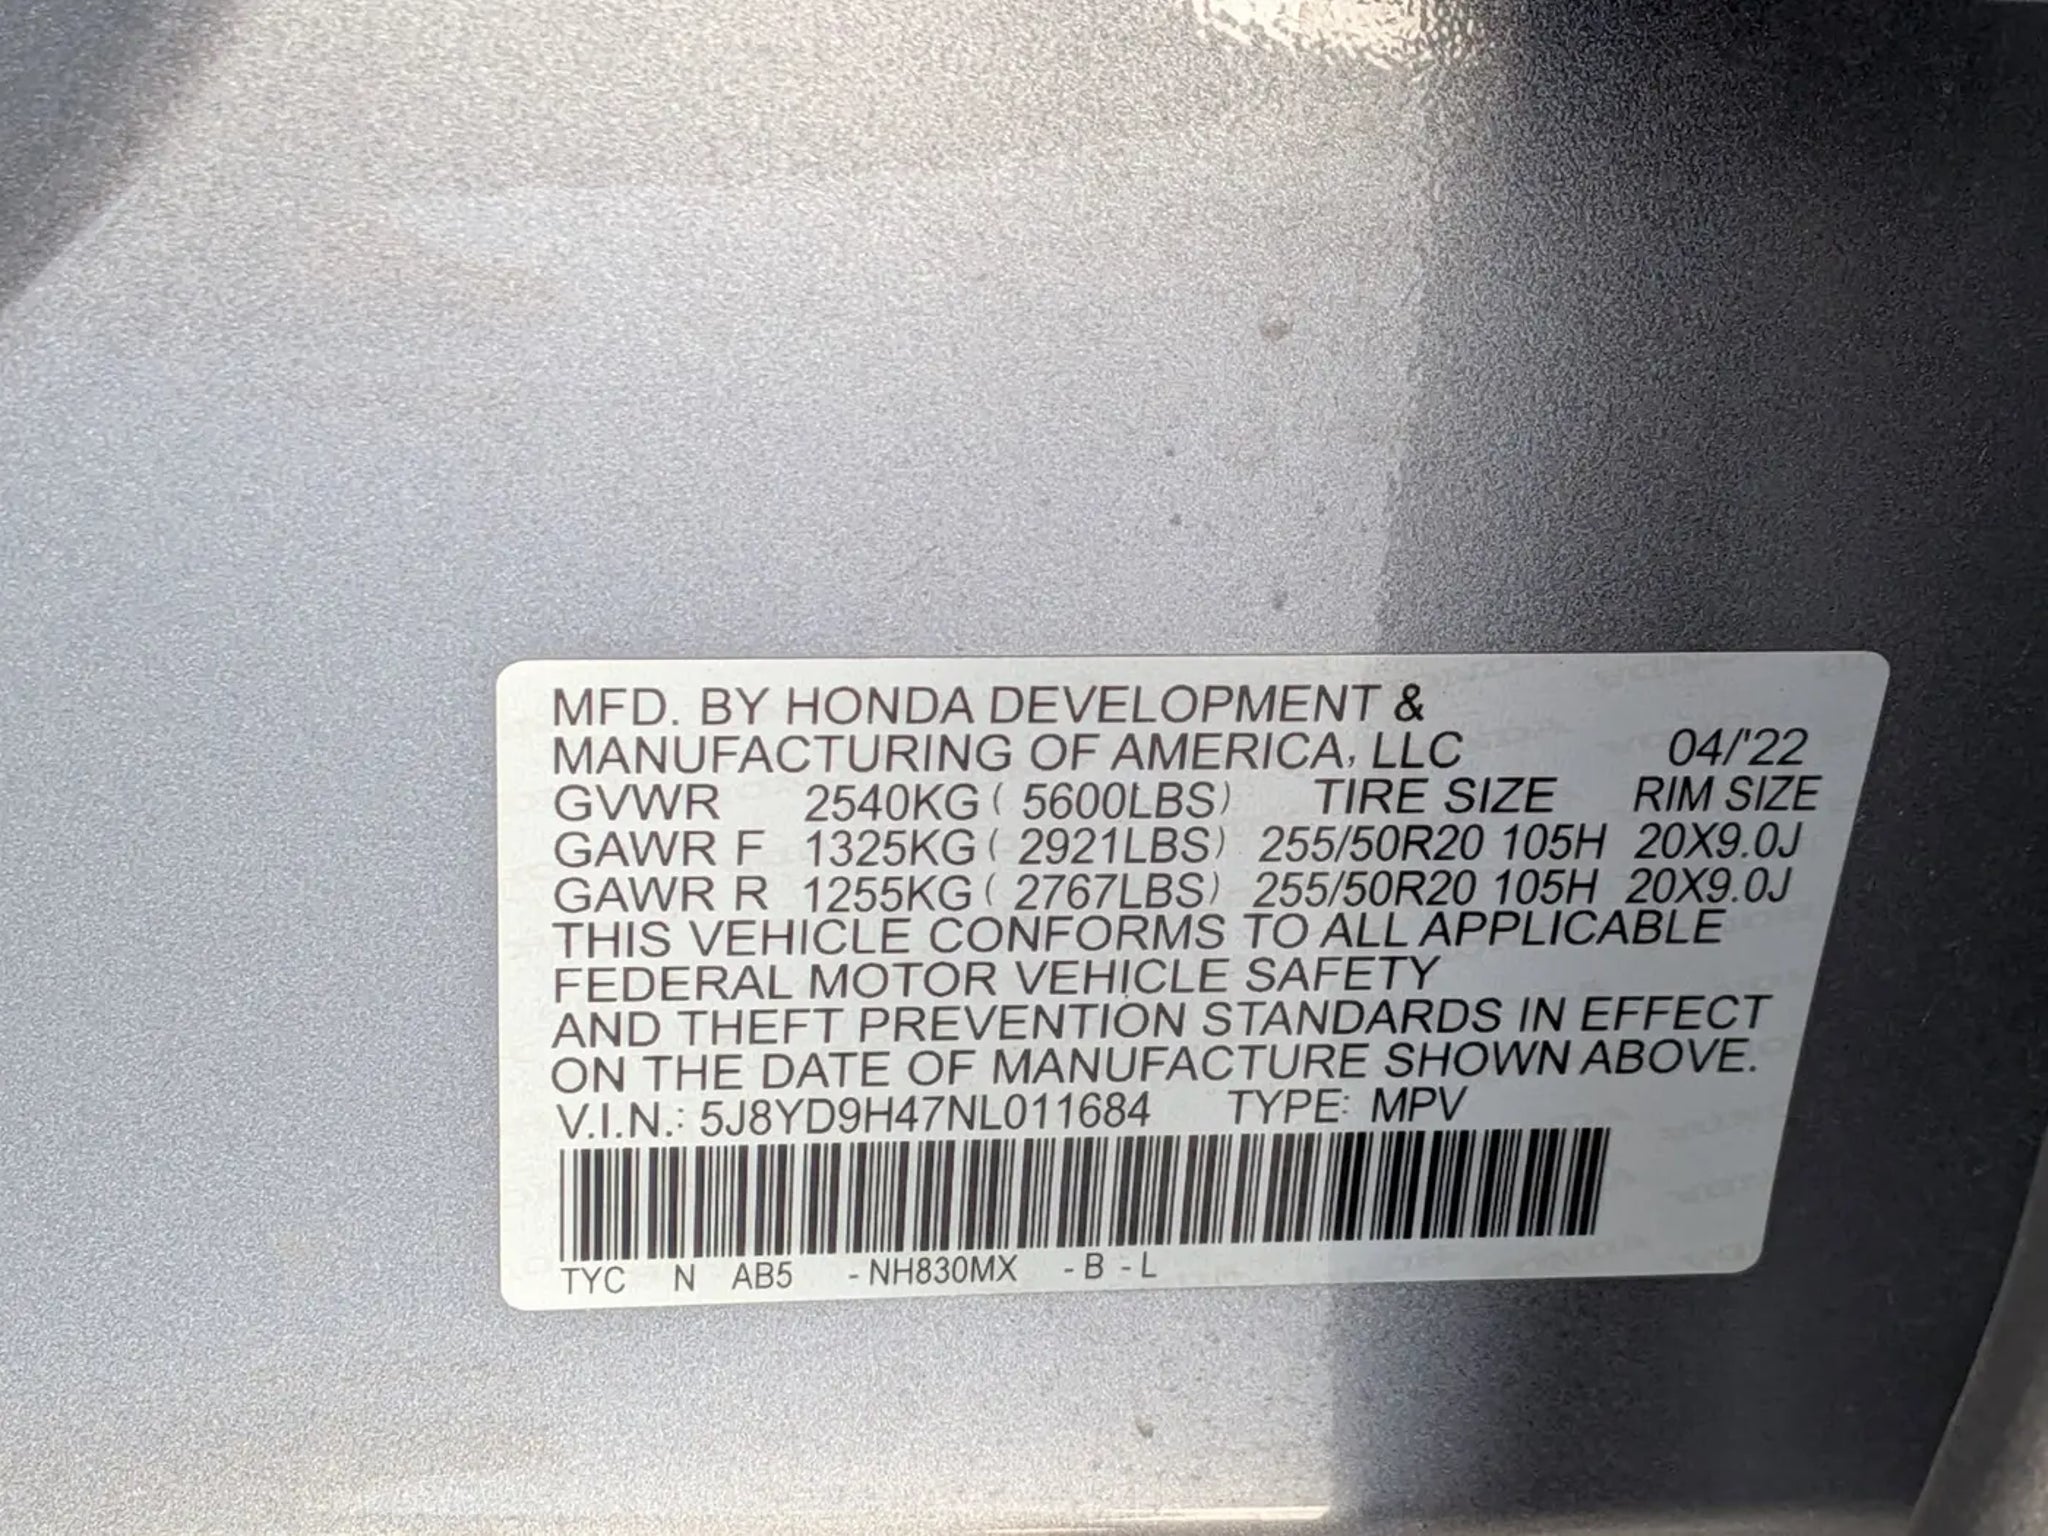 MFD. BY HONDA DEVELOPMENT &
MANUFACTURING OF AMERICA, LLC 04/'22
GVWR 2540KG ( 5600LBS) TIRE SIZE RIM SIZE
GAWR F 1325KG ( 2921LBS) 255/50R20 105H 20X9.0J
GAWR R 1255KG ( 2767LBS) 255/50R20 105H 20X9.0J
THIS VEHICLE CONFORMS TO ALL APPLICABLE
FEDERAL MOTOR VEHICLE SAFETY
AND THEFT PREVENTION STANDARDS IN EFFECT
ON THE DATE OF MANUFACTURE SHOWN ABOVE.
V.I.N.: 5J8YD9H47NL011684 TYPE: MPV
TYC N AB5 - NH830MX - B - L